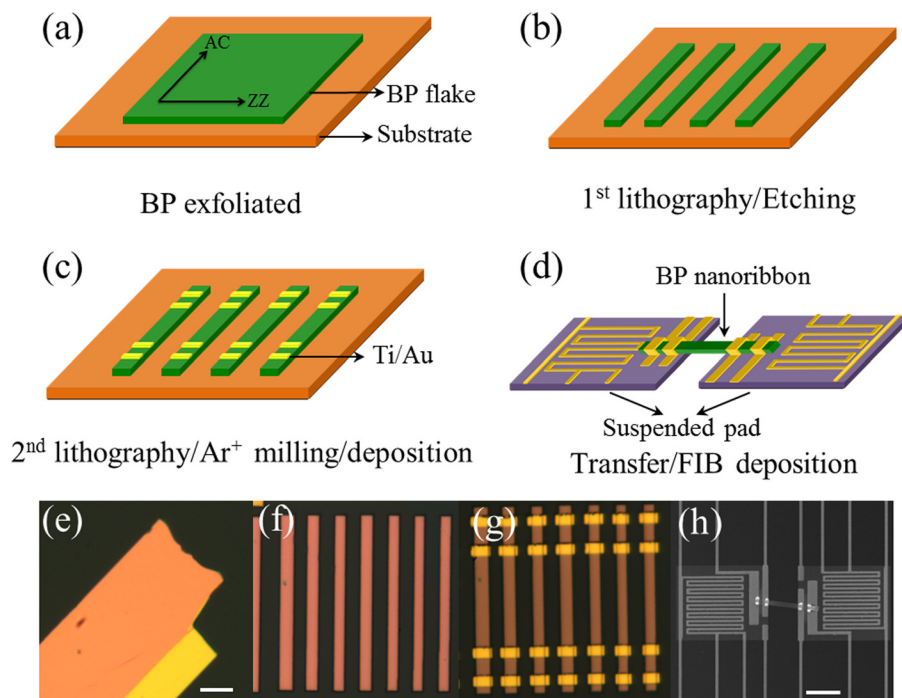 (a)
AC
ZZ
BP flake
Substrate
BP exfoliated
(b)
1st lithography/Etching
(c)
Ti/Au
2nd lithography/Ar+ milling/deposition
(d)
BP nanoribbon
Suspended pad
Transfer/FIB deposition
(e)
(f)
(g)
(h)